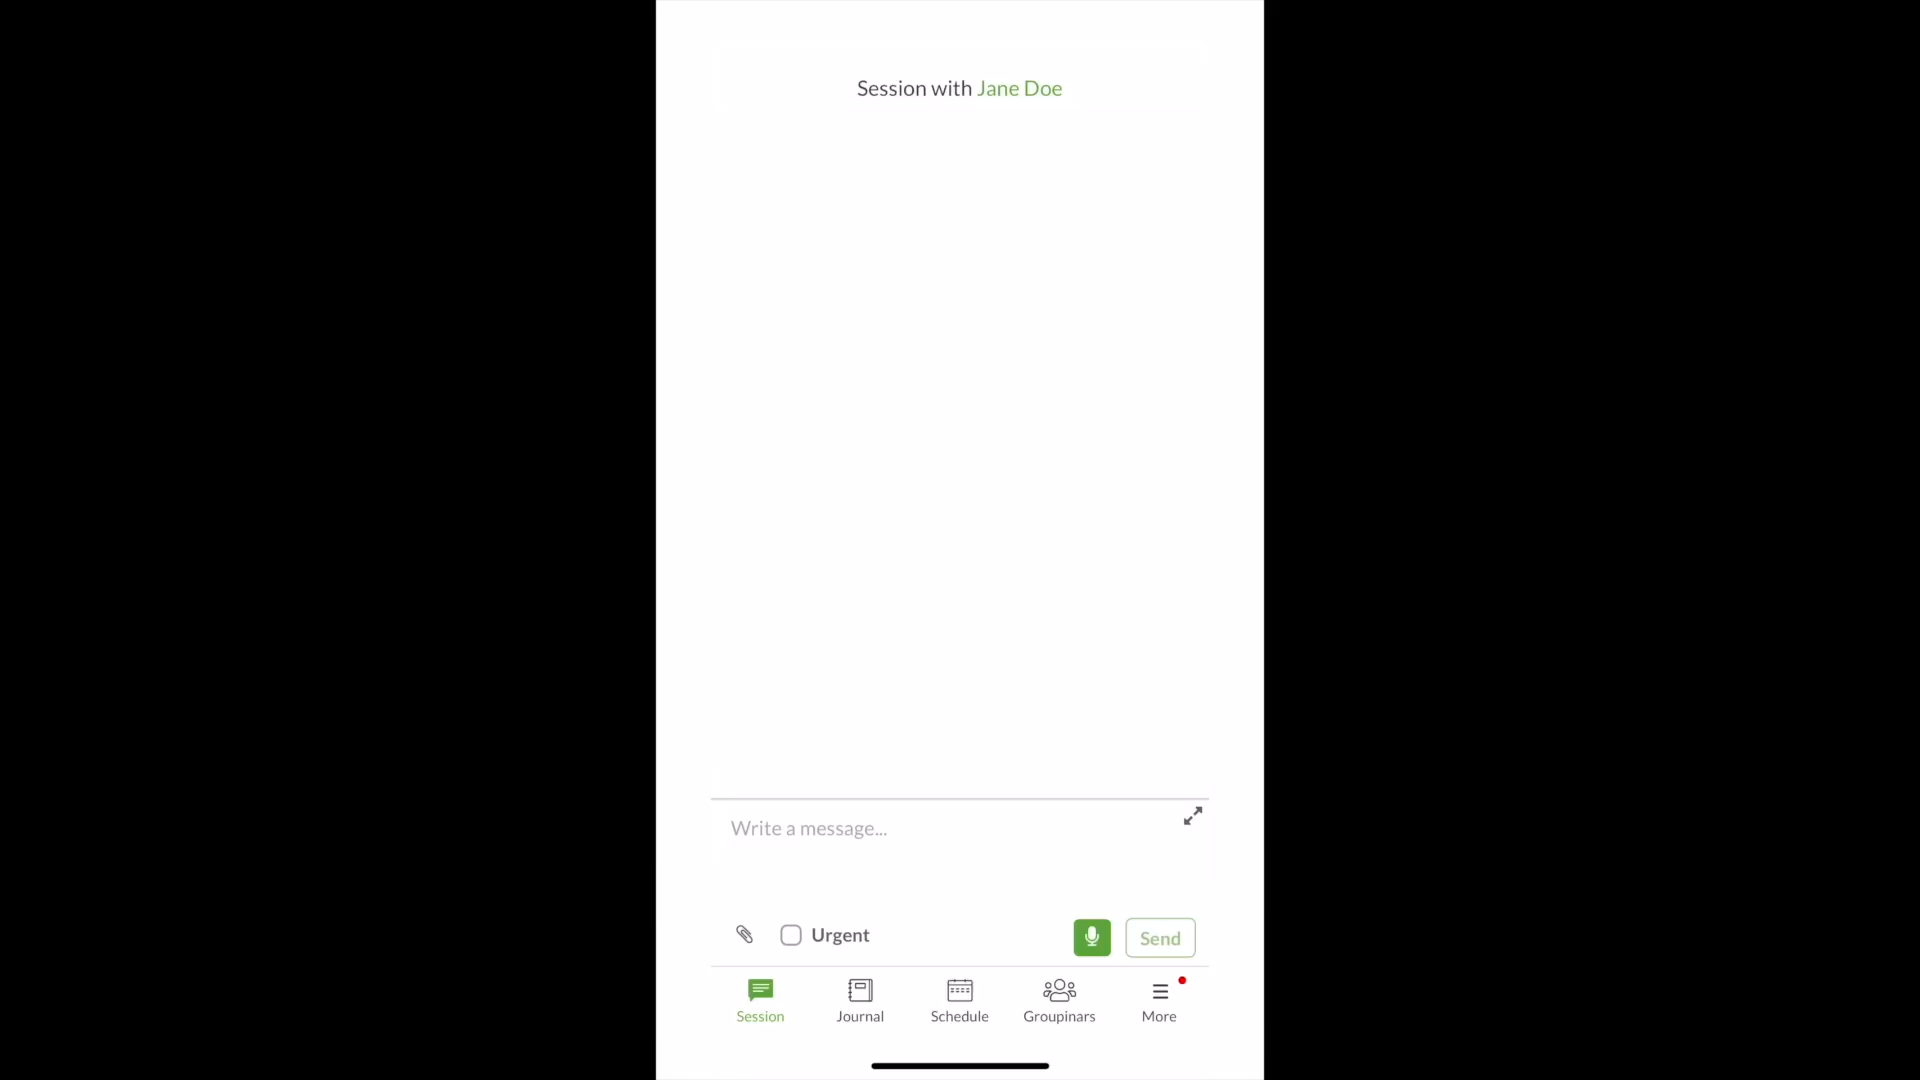 Session with Jane Doe
Write a message...
Urgent
Send
Session
Journal
Schedule
Groupinars
More